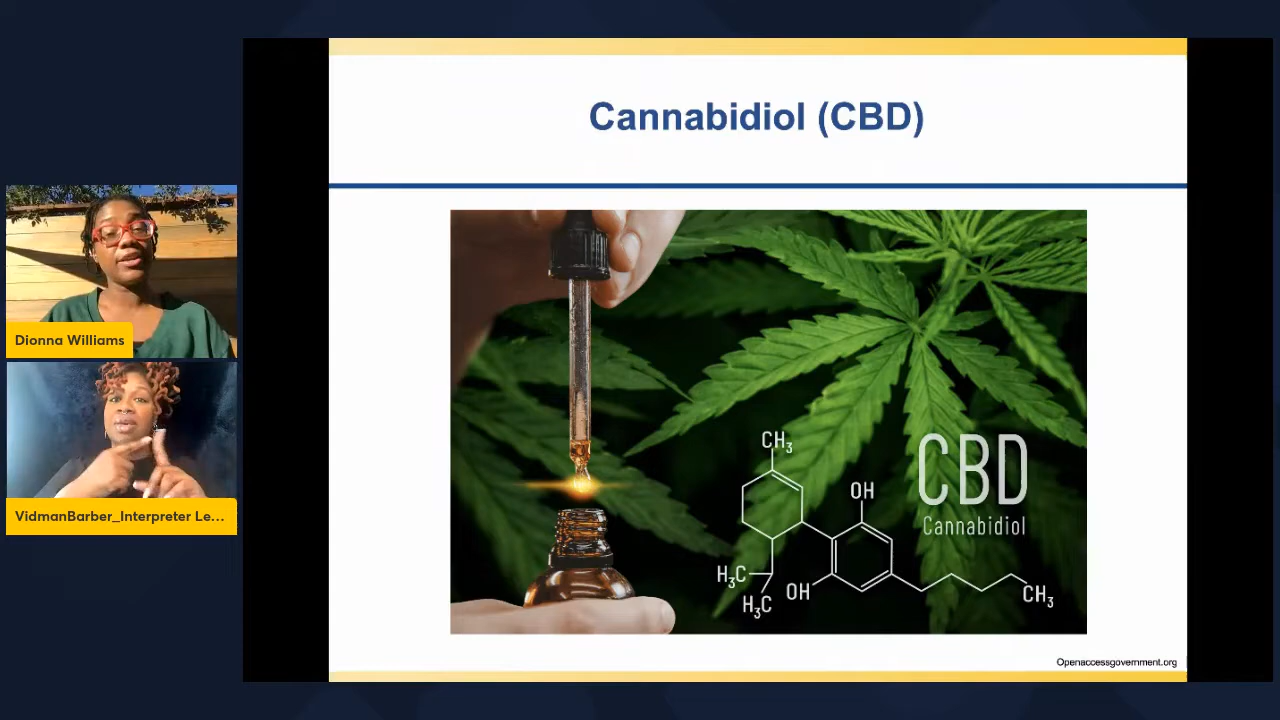 Cannabidiol (CBD)
Dionna Williams
VidmanBarber_Interpreter Le...
CH3
OH
CBD
Cannabidiol
H3C
OH
H3C
CH3
Openaccessgovernment.org